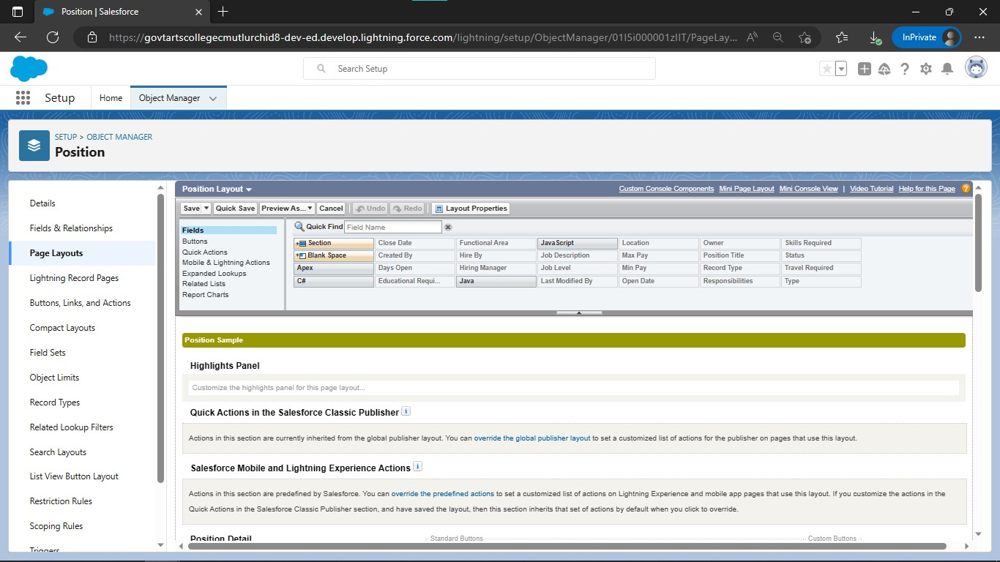 Position | Salesforce
https://govtartscollegecmutlurchid8-dev-ed.develop.lightning.force.com/lightning/setup/ObjectManager/01I5i000001zIIT/PageLay...
InPrivate
Search Setup
Setup
Home
Object Manager
SETUP > OBJECT MANAGER
Position
Details
Fields & Relationships
Page Layouts
Lightning Record Pages
Buttons, Links, and Actions
Compact Layouts
Field Sets
Object Limits
Record Types
Related Lookup Filters
Search Layouts
List View Button Layout
Restriction Rules
Scoping Rules
Triggers
Position Layout
Custom Console Components Mini Page Layout Mini Console View | Video Tutorial Help for this Page
Save Quick Save Preview As... Cancel Undo Redo Layout Properties
Fields
Buttons
Quick Actions
Mobile & Lightning Actions
Expanded Lookups
Related Lists
Report Charts
Quick Find Field Name
Section Close Date Functional Area JavaScript Location Owner Skills Required
Blank Space Created By Hire By Job Description Max Pay Position Title Status
Apex Days Open Hiring Manager Job Level Min Pay Record Type Travel Required
C# Educational Requi... Java Last Modified By Open Date Responsibilities Type
Position Sample
Highlights Panel
Customize the highlights panel for this page layout...
Quick Actions in the Salesforce Classic Publisher
Actions in this section are currently inherited from the global publisher layout. You can override the global publisher layout to set a customized list of actions for the publisher on pages that use this layout.
Salesforce Mobile and Lightning Experience Actions
Actions in this section are predefined by Salesforce. You can override the predefined actions to set a customized list of actions on Lightning Experience and mobile app pages that use this layout. If you customize the actions in the
Quick Actions in the Salesforce Classic Publisher section, and have saved the layout, then this section inherits that set of actions by default when you click to override.
Position Detail Standard Buttons Custom Buttons